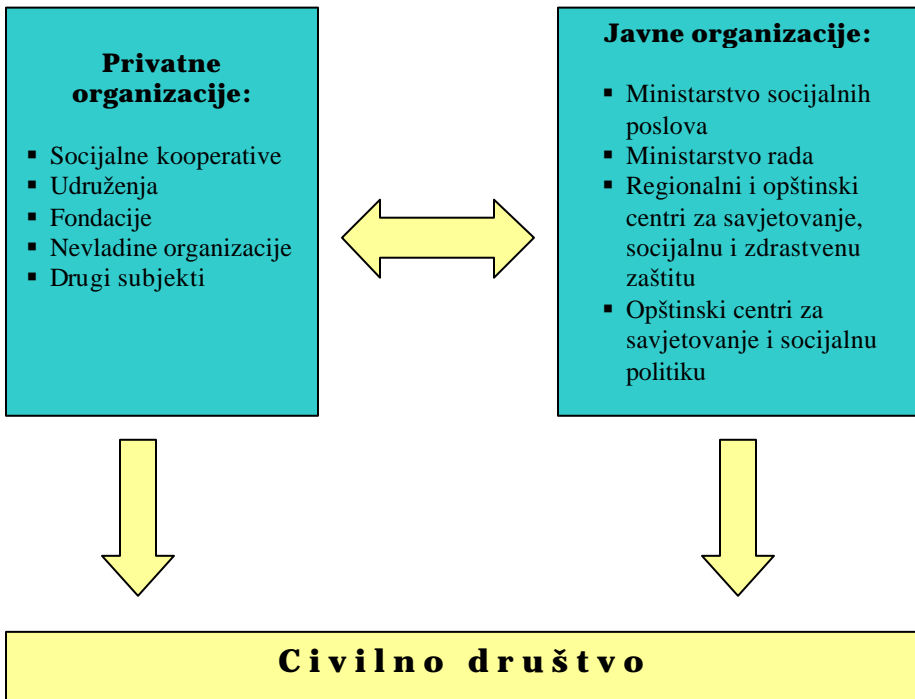 Privatne
organizacije:
▪ Socijalne kooperative
▪ Udruženja
▪ Fondacije
▪ Nevladine organizacije
▪ Drugi subjekti
Javne organizacije:
▪ Ministarstvo socijalnih
poslova
▪ Ministarstvo rada
▪ Regionalni i opštinski
centri za savjetovanje,
socijalnu i zdrastvenu
zaštitu
▪ Opštinski centri za
savjetovanje i socijalnu
politiku
Civilno društvo